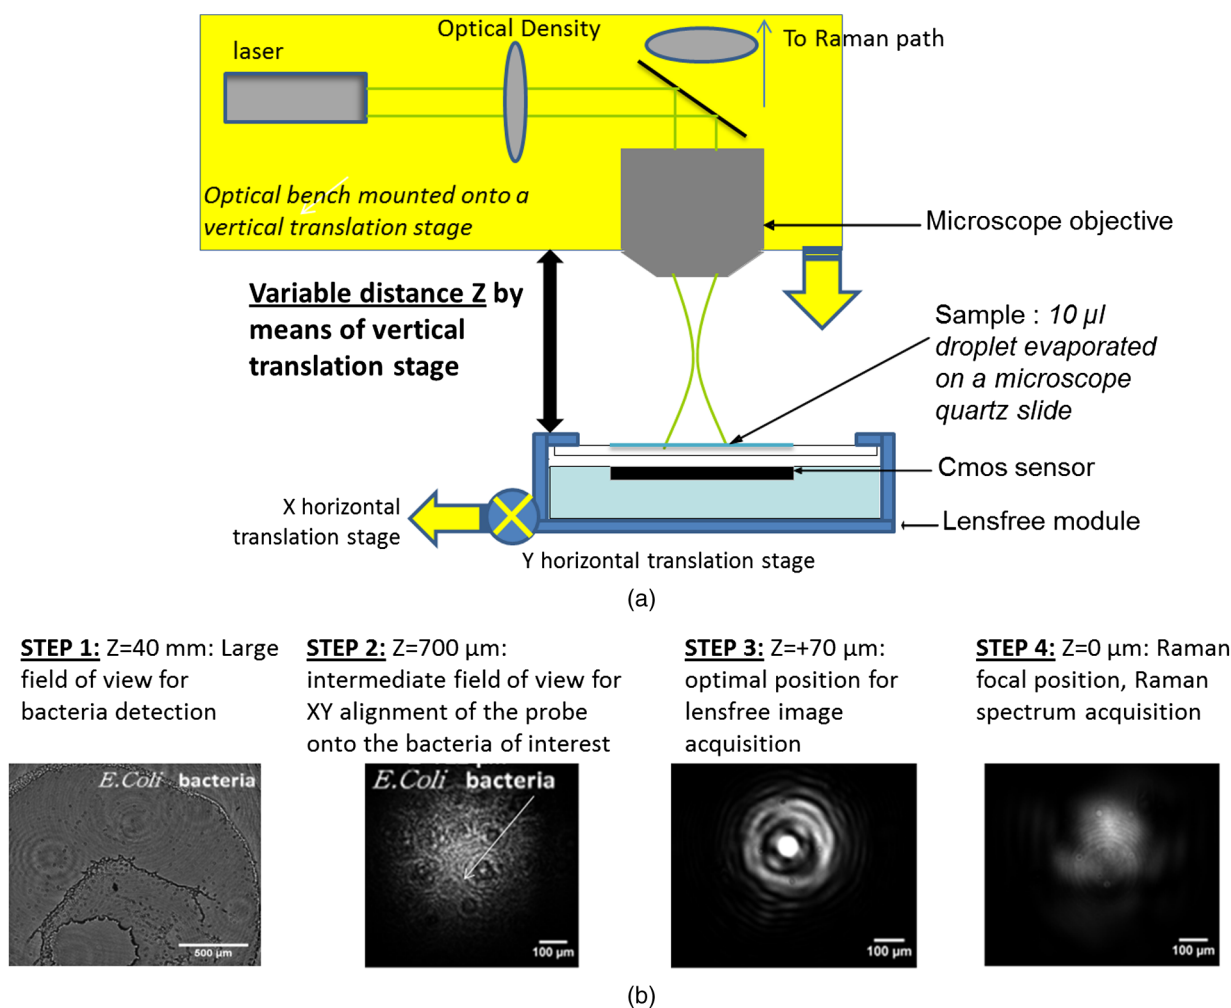 laser
Optical Density
To Raman path
Optical bench mounted onto a
vertical translation stage
Microscope objective
Variable distance Z by
means of vertical
translation stage
Sample : 10 µl
droplet evaporated
on a microscope
quartz slide
Cmos sensor
X horizontal
translation stage
Lensfree module
Y horizontal translation stage
(a)
STEP 1: Z=40 mm: Large
field of view for
bacteria detection
STEP 2: Z=700 µm:
intermediate field of view for
XY alignment of the probe
onto the bacteria of interest
STEP 3: Z=+70 µm:
optimal position for
lensfree image
acquisition
STEP 4: Z=0 µm: Raman
focal position, Raman
spectrum acquisition
E.Coli bacteria
500 µm
E.Coli bacteria
100 µm
100 µm
100 µm
(b)